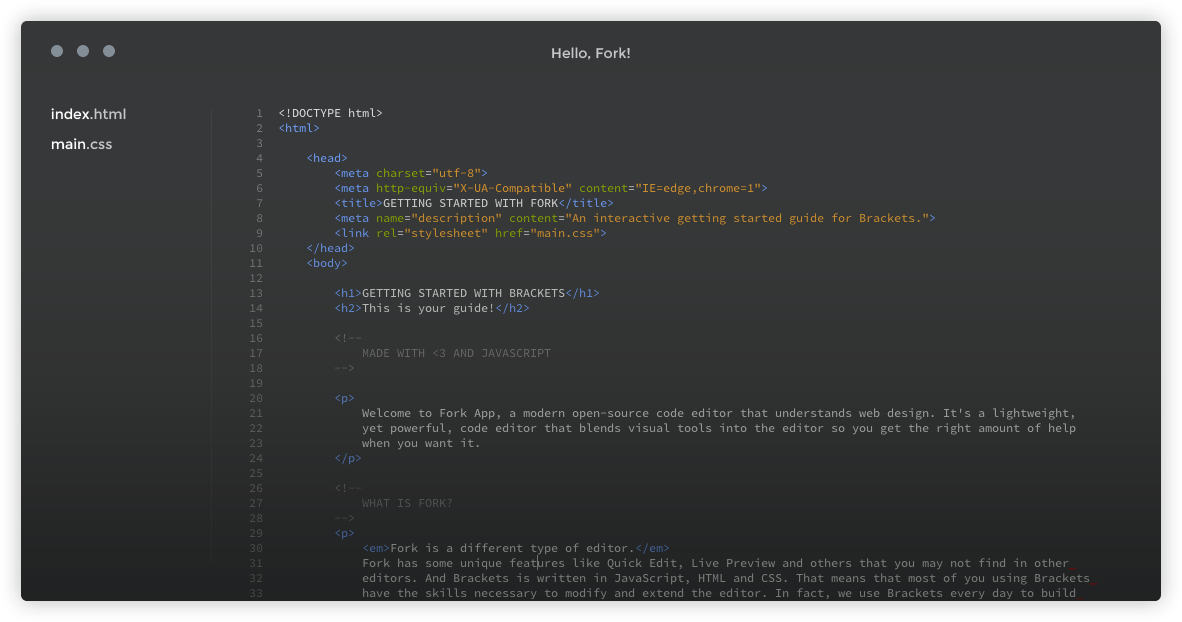 Hello, Fork!
index.html
main.css
1 <!DOCTYPE html>
2 <html>
3
4 <head>
5 <meta charset="utf-8">
6 <meta http-equiv="X-UA-Compatible" content="IE=edge,chrome=1">
7 <title>GETTING STARTED WITH FORK</title>
8 <meta name="description" content="An interactive getting started guide for Brackets.">
9 <link rel="stylesheet" href="main.css">
10 </head>
11 <body>
12
13 <h1>GETTING STARTED WITH BRACKETS</h1>
14 <h2>This is your guide!</h2>
15
16 <!--
17 MADE WITH <3 AND JAVASCRIPT
18 -->
19
20 <p>
21 Welcome to Fork App, a modern open-source code editor that understands web design. It's a lightweight,
22 yet powerful, code editor that blends visual tools into the editor so you get the right amount of help
23 when you want it.
24 </p>
25
26 <!--
27 WHAT IS FORK?
28 -->
29 <p>
30 <em>Fork is a different type of editor.</em>
31 Fork has some unique features like Quick Edit, Live Preview and others that you may not find in other
32 editors. And Brackets is written in JavaScript, HTML and CSS. That means that most of you using Brackets
33 have the skills necessary to modify and extend the editor. In fact, we use Brackets every day to build